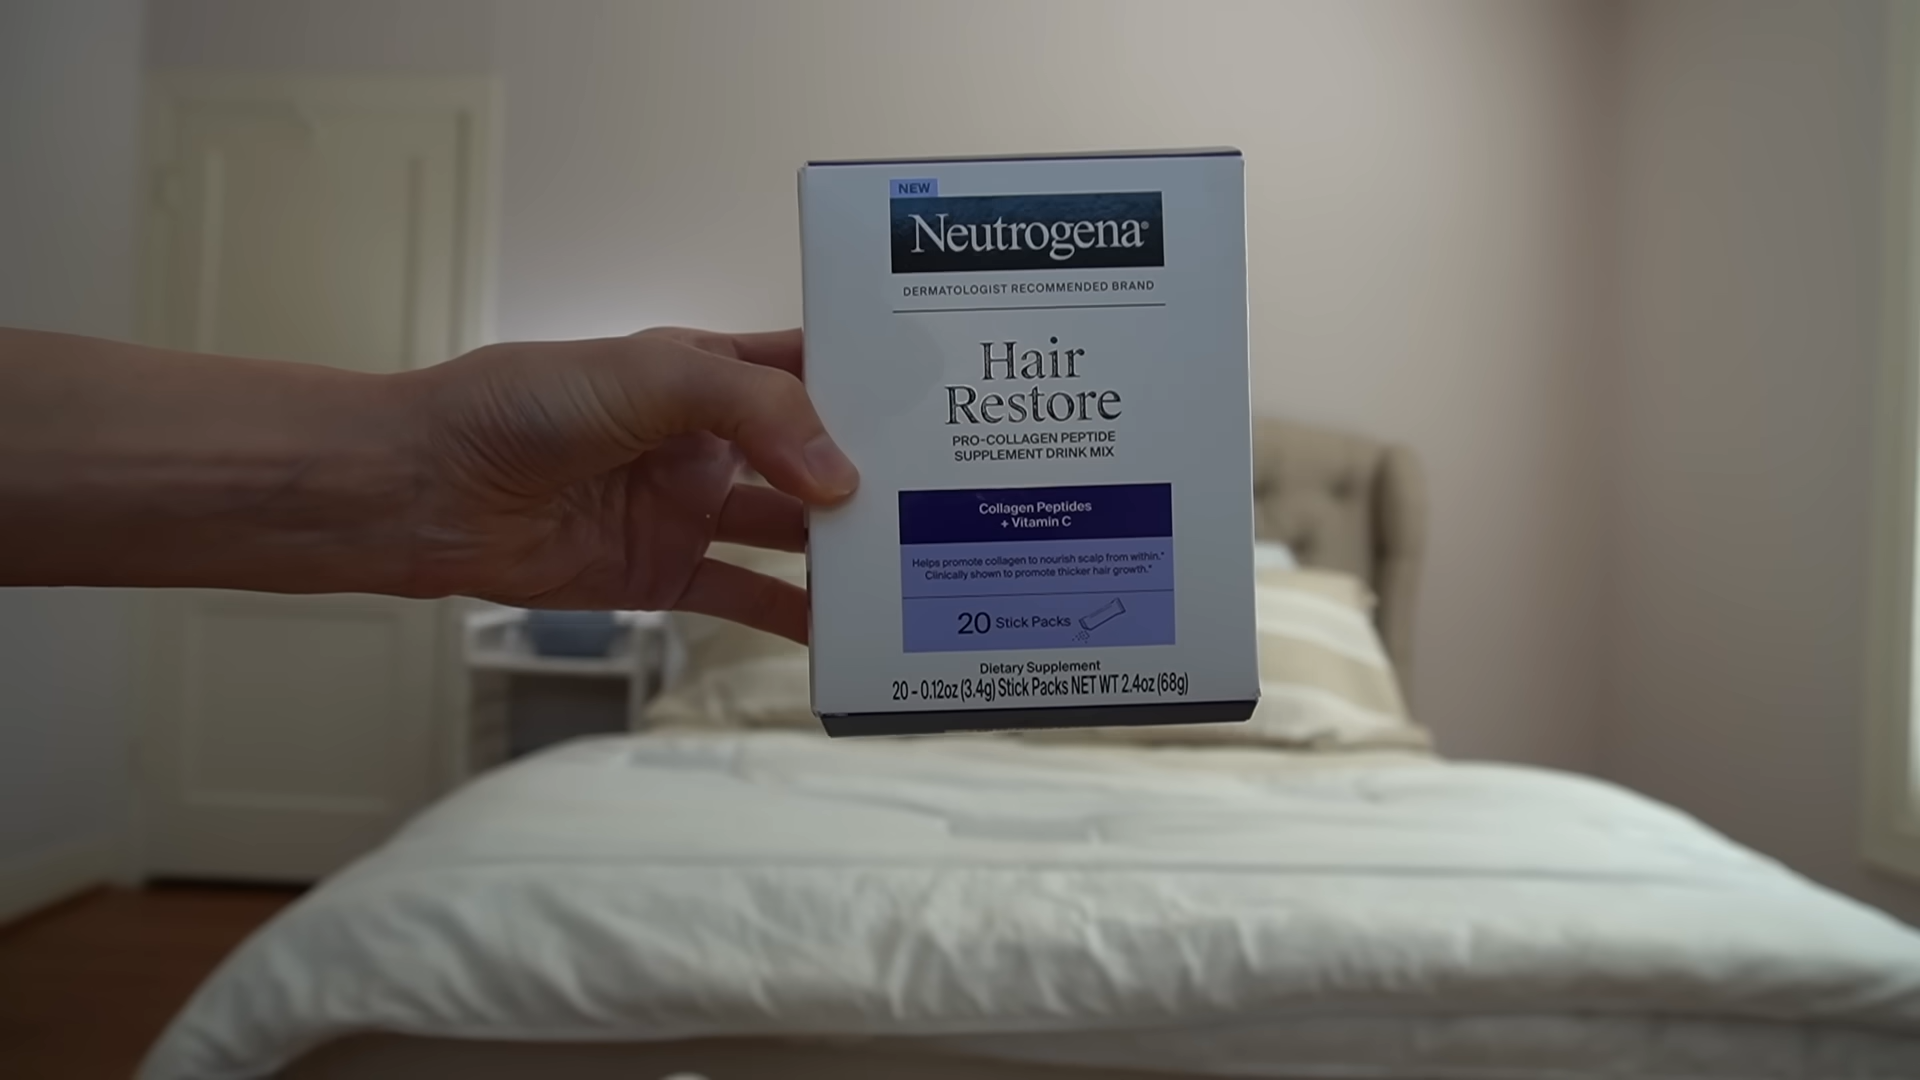 NEW
Neutrogena®
DERMATOLOGIST RECOMMENDED BRAND
Hair
Restore
PRO-COLLAGEN PEPTIDE
SUPPLEMENT DRINK MIX
Collagen Peptides
+ Vitamin C
Helps promote collagen to nourish scalp from within.*
Clinically shown to promote thicker hair growth.*
20 Stick Packs
Dietary Supplement
20 - 0.12oz (3.4g) Stick Packs NET WT 2.4oz (68g)